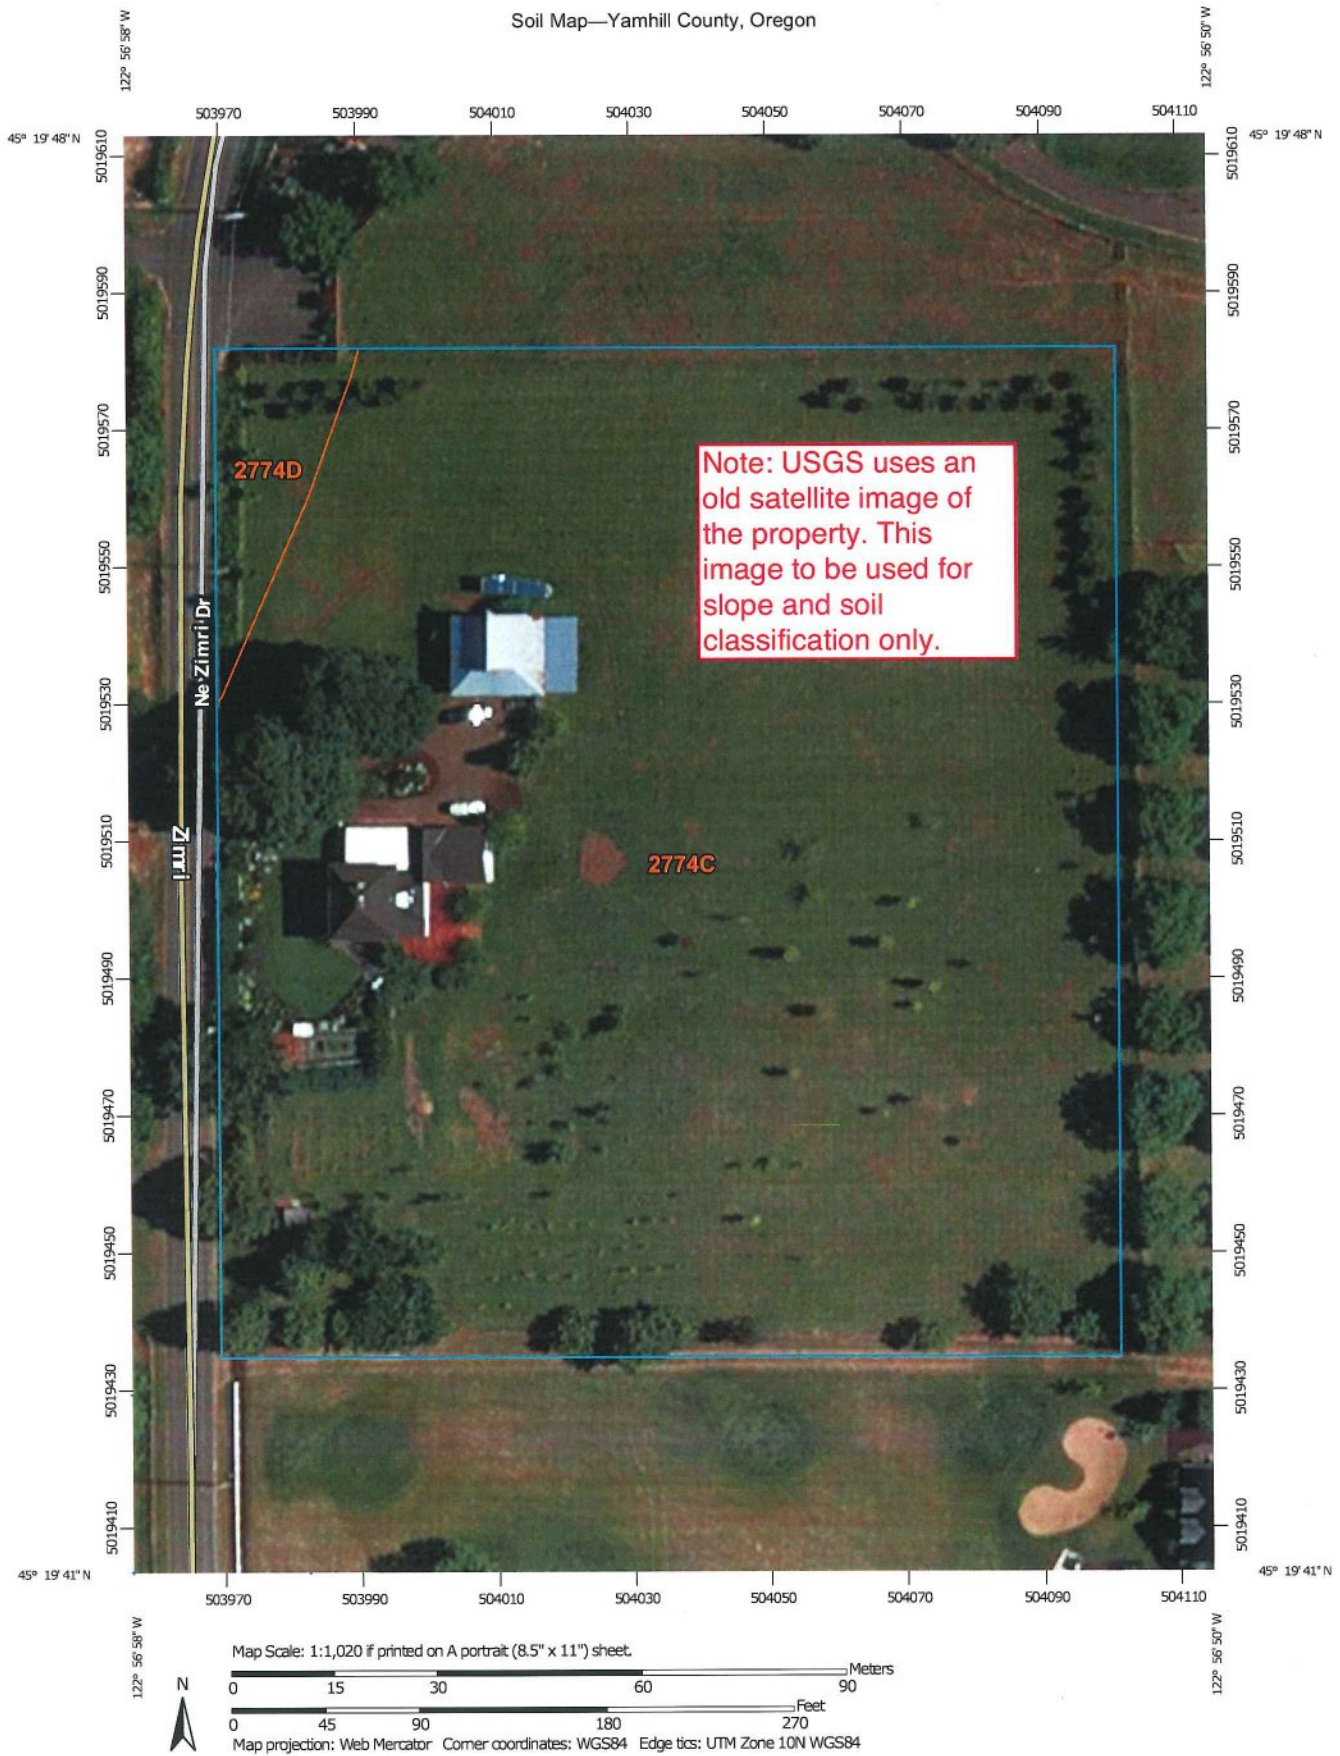 Soil Map—Yamhill County, Oregon
122° 56' 58" W
122° 56' 50" W
503970 503990 504010 504030 504050 504070 504090 504110
45° 19' 48" N
45° 19' 48" N
5019610
5019590
5019570
5019550
5019530
5019510
5019490
5019470
5019450
5019430
5019410
5019610
5019590
5019570
5019550
5019530
5019510
5019490
5019470
5019450
5019430
5019410
2774D
Note: USGS uses an
old satellite image of
the property. This
image to be used for
slope and soil
classification only.
Ne Zimri Dr
Zimri
2774C
45° 19' 41" N
45° 19' 41" N
503970 503990 504010 504030 504050 504070 504090 504110
122° 56' 58" W
122° 56' 50" W
Map Scale: 1:1,020 if printed on A portrait (8.5" x 11") sheet.
Meters
0 15 30 60 90
Feet
0 45 90 180 270
N
Map projection: Web Mercator Corner coordinates: WGS84 Edge tics: UTM Zone 10N WGS84